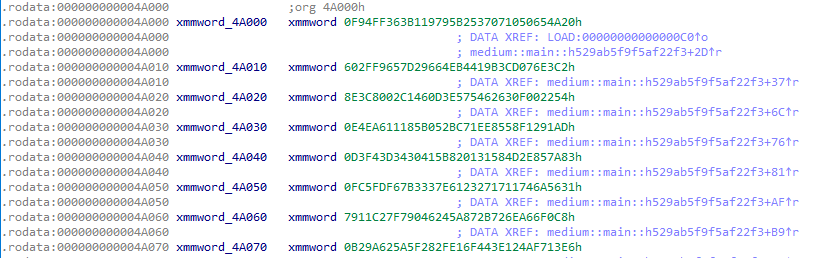 .rodata:000000000004A000 ;org 4A000h
.rodata:000000000004A000 xmmword_4A000 xmmword 0F94FF363B119795B2537071050654A20h
.rodata:000000000004A000 ; DATA XREF: LOAD:00000000000000C0↑o
.rodata:000000000004A000 ; medium::main::h529ab5f9f5af22f3+2D↑r
.rodata:000000000004A010 xmmword_4A010 xmmword 602FF9657D29664EB4419B3CD076E3C2h
.rodata:000000000004A010 ; DATA XREF: medium::main::h529ab5f9f5af22f3+37↑r
.rodata:000000000004A020 xmmword_4A020 xmmword 8E3C8002C1460D3E575462630F002254h
.rodata:000000000004A020 ; DATA XREF: medium::main::h529ab5f9f5af22f3+6C↑r
.rodata:000000000004A030 xmmword_4A030 xmmword 0E4EA611185B052BC71EE8558F1291ADh
.rodata:000000000004A030 ; DATA XREF: medium::main::h529ab5f9f5af22f3+76↑r
.rodata:000000000004A040 xmmword_4A040 xmmword 0D3F43D3430415B820131584D2E857A83h
.rodata:000000000004A040 ; DATA XREF: medium::main::h529ab5f9f5af22f3+81↑r
.rodata:000000000004A050 xmmword_4A050 xmmword 0FC5FDF67B3337E6123271711746A5631h
.rodata:000000000004A050 ; DATA XREF: medium::main::h529ab5f9f5af22f3+AF↑r
.rodata:000000000004A060 xmmword_4A060 xmmword 7911C27F79046245A872B726EA66F0C8h
.rodata:000000000004A060 ; DATA XREF: medium::main::h529ab5f9f5af22f3+B9↑r
.rodata:000000000004A070 xmmword_4A070 xmmword 0B29A625A5F282FE16F443E124AF713E6h